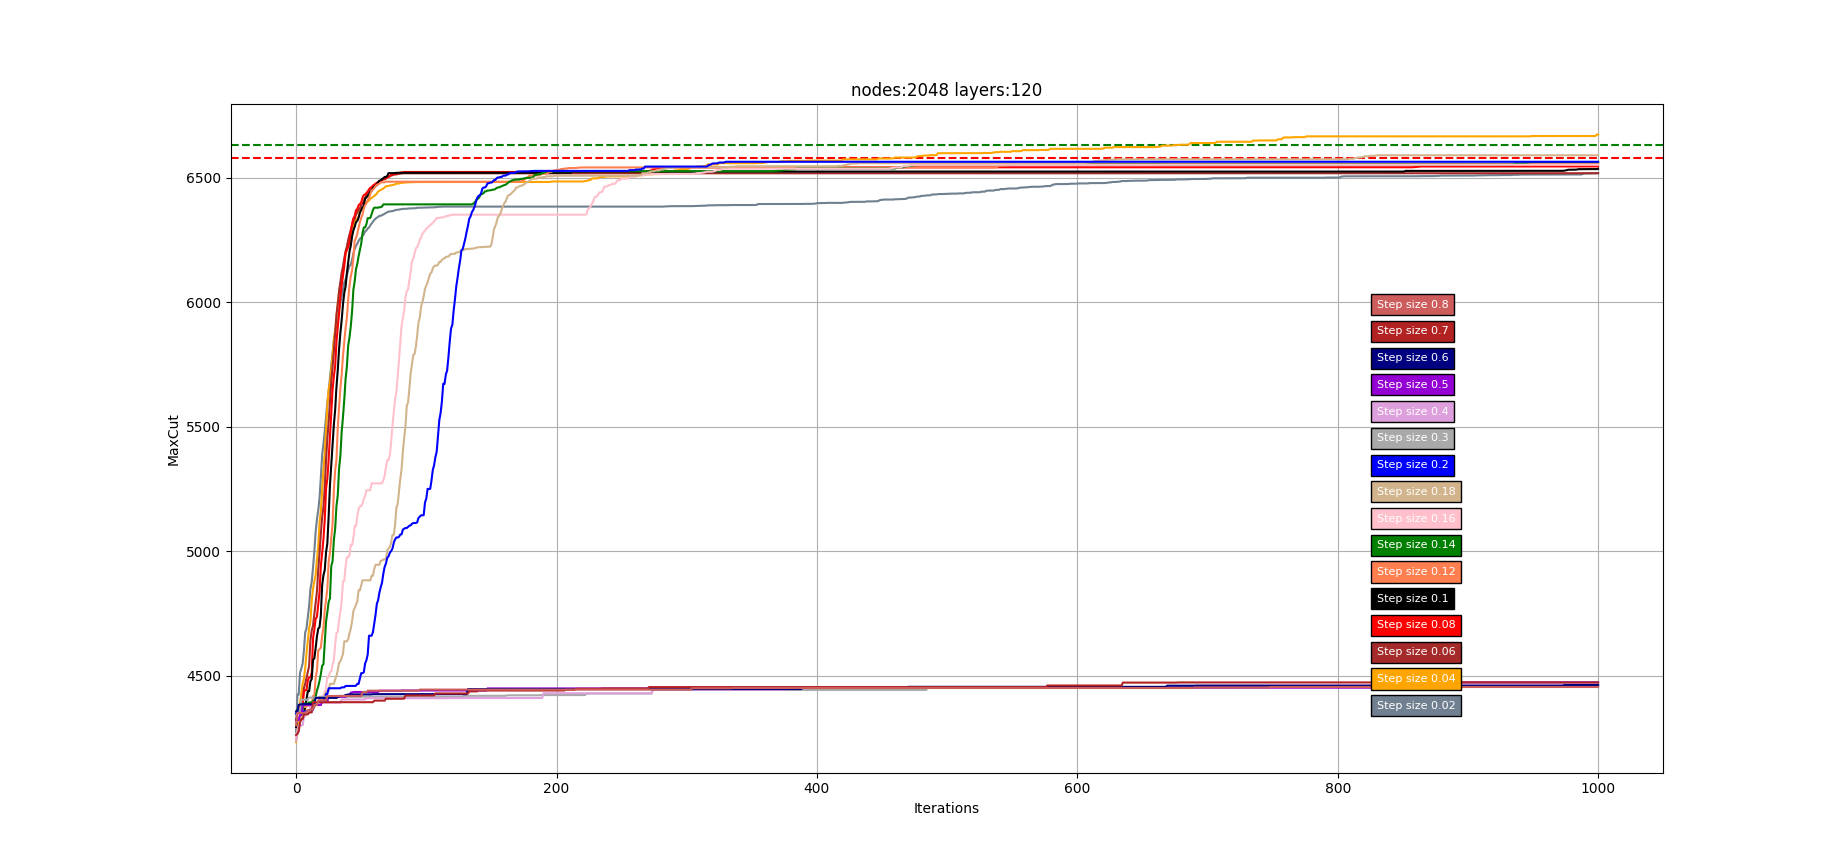 nodes:2048 layers:120
MaxCut
6500
6000
5500
5000
4500
Step size 0.8
Step size 0.7
Step size 0.6
Step size 0.5
Step size 0.4
Step size 0.3
Step size 0.2
Step size 0.18
Step size 0.16
Step size 0.14
Step size 0.12
Step size 0.1
Step size 0.08
Step size 0.06
Step size 0.04
Step size 0.02
0 200 400 600 800 1000
Iterations